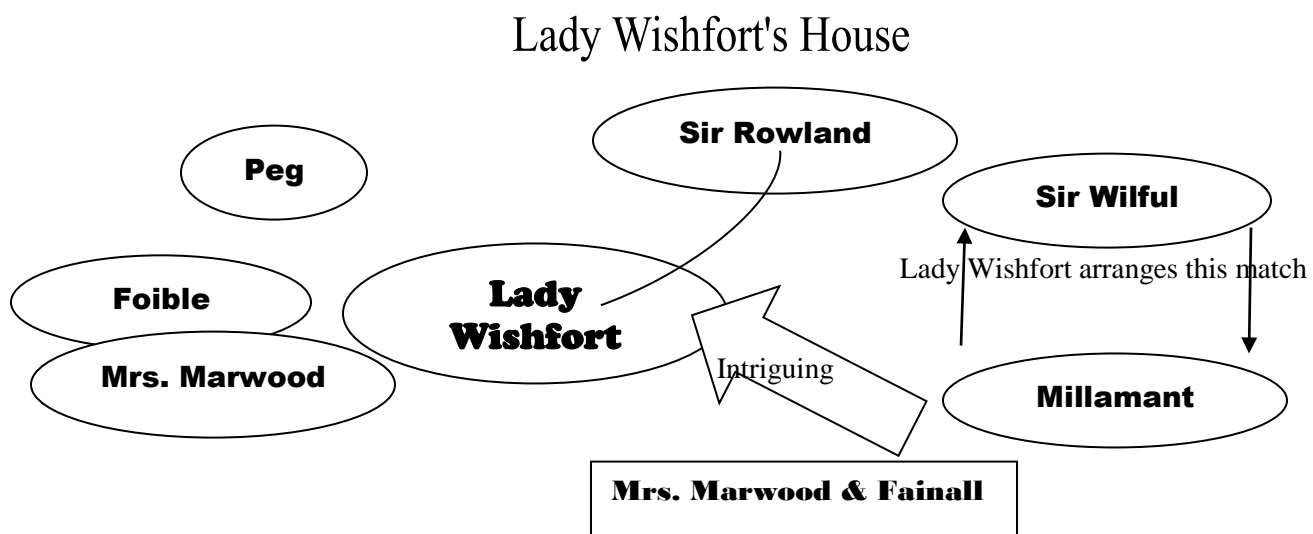 Lady Wishfort's House
Sir Rowland
Peg
Sir Wilful
Lady Wishfort arranges this match
Foible
Lady
Wishfort
Mrs. Marwood
Intriguing
Millamant
Mrs. Marwood & Fainall